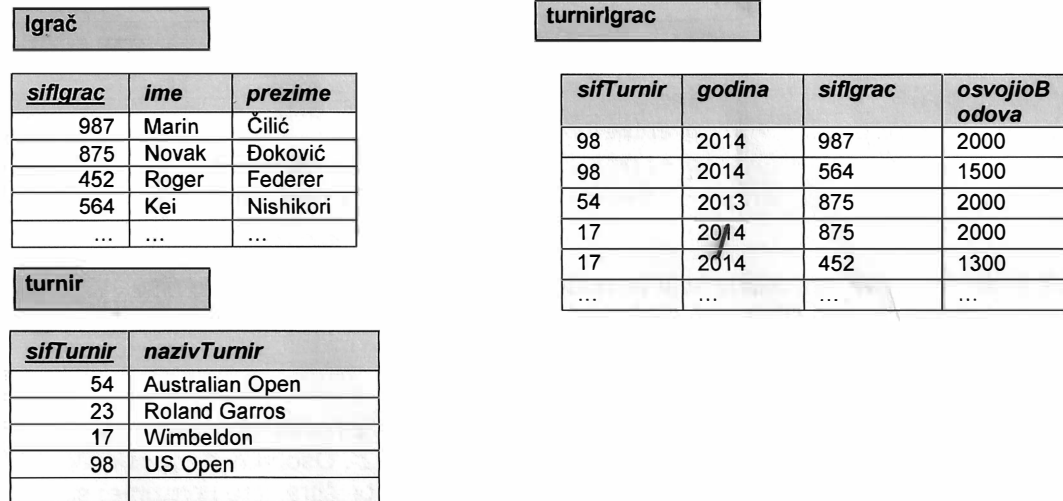 Igrač
sifIgrac ime prezime
987 Marin Čilić
875 Novak Đoković
452 Roger Federer
564 Kei Nishikori
... ... ...
turnir
sifTurnir nazivTurnir
54 Australian Open
23 Roland Garros
17 Wimbeldon
98 US Open
turnirIgrac
sifTurnir godina sifIgrac osvojioB
odova
98 2014 987 2000
98 2014 564 1500
54 2013 875 2000
17 2014 875 2000
17 2014 452 1300
... ... ... ...